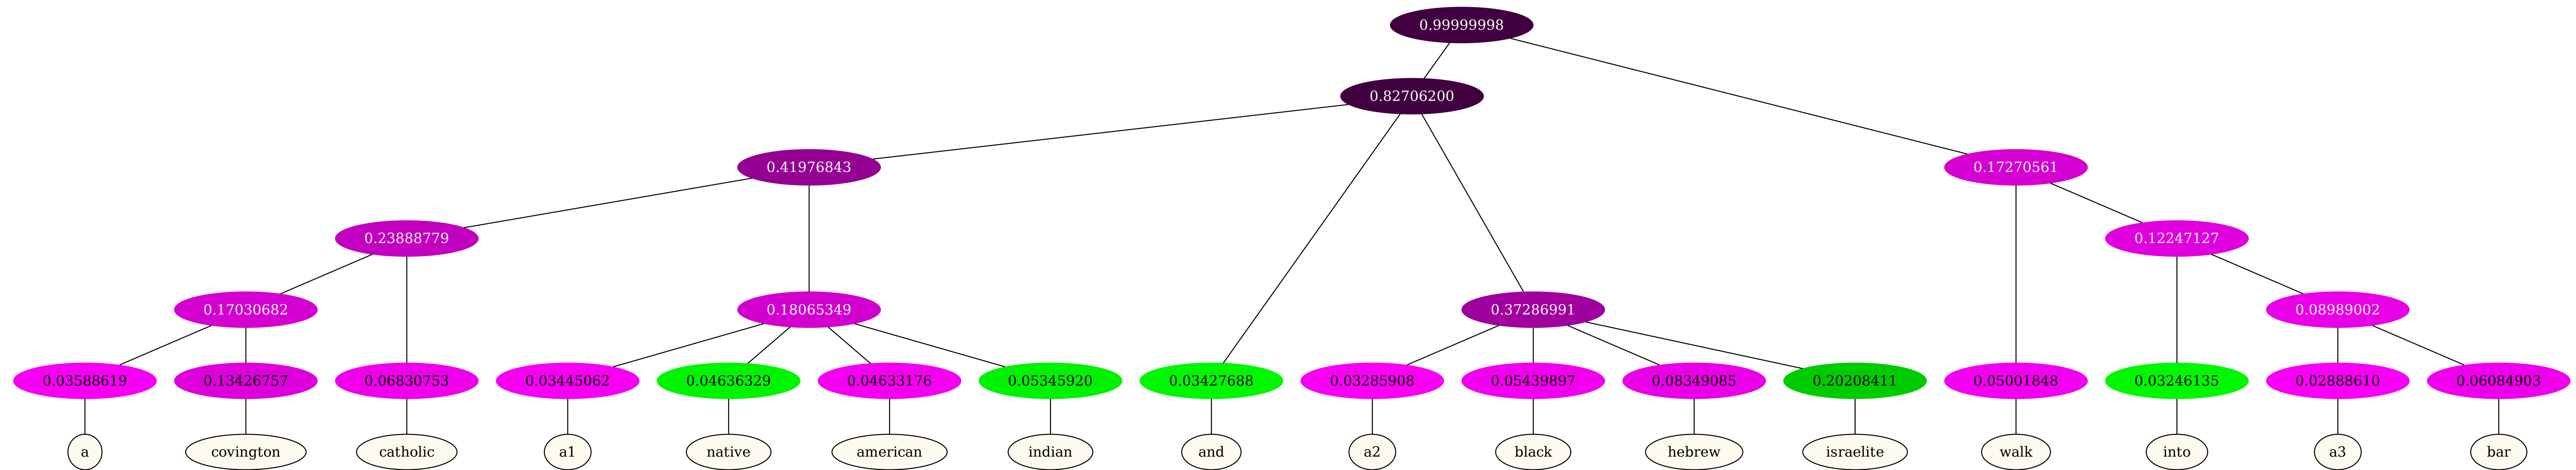 0.99999998
0.82706200
0.41976843 0.17270561
0.23888779 0.12247127
0.17030682 0.18065349 0.37286991 0.08989002
0.03588619 0.13426757 0.06830753 0.03445062 0.04636329 0.04633176 0.05345920 0.03427688 0.03285908 0.05439897 0.08349085 0.20208411 0.05001848 0.03246135 0.02888610 0.06084903
a covington catholic a1 native american indian and a2 black hebrew israelite walk into a3 bar